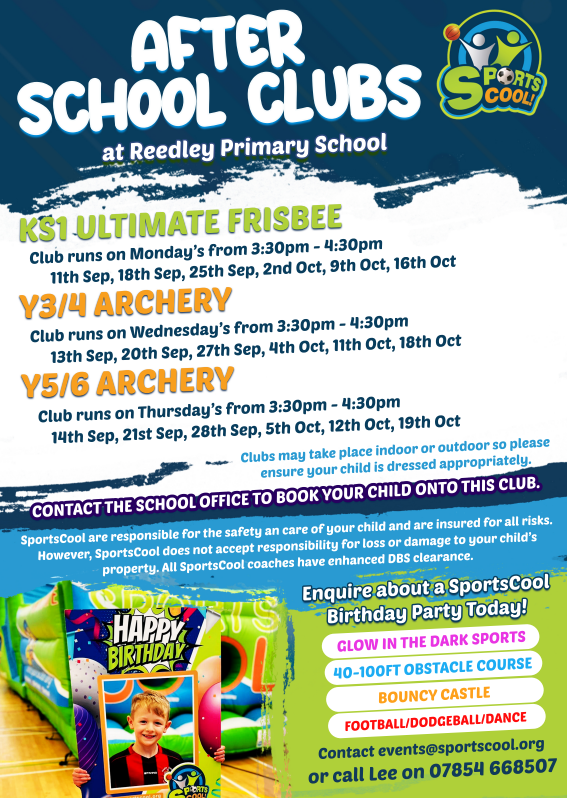 AFTER
SCHOOL CLUBS
at Reedley Primary School
SPORTS
COOL!
KS1 ULTIMATE FRISBEE
Club runs on Monday's from 3:30pm - 4:30pm
11th Sep, 18th Sep, 25th Sep, 2nd Oct, 9th Oct, 16th Oct
Y3/4 ARCHERY
Club runs on Wednesday's from 3:30pm - 4:30pm
13th Sep, 20th Sep, 27th Sep, 4th Oct, 11th Oct, 18th Oct
Y5/6 ARCHERY
Club runs on Thursday's from 3:30pm - 4:30pm
14th Sep, 21st Sep, 28th Sep, 5th Oct, 12th Oct, 19th Oct
Clubs may take place indoor or outdoor so please
ensure your child is dressed appropriately.
CONTACT THE SCHOOL OFFICE TO BOOK YOUR CHILD ONTO THIS CLUB.
SportsCool are responsible for the safety an care of your child and are insured for all risks.
However, SportsCool does not accept responsibility for loss or damage to your child's
property. All SportsCool coaches have enhanced DBS clearance.
Enquire about a SportsCool
Birthday Party Today!
GLOW IN THE DARK SPORTS
40-100FT OBSTACLE COURSE
BOUNCY CASTLE
FOOTBALL/DODGEBALL/DANCE
Contact events@sportscool.org
or call Lee on 07854 668507
SPORTS
HAPPY
BIRTHDAY
SPORTS
COOL!